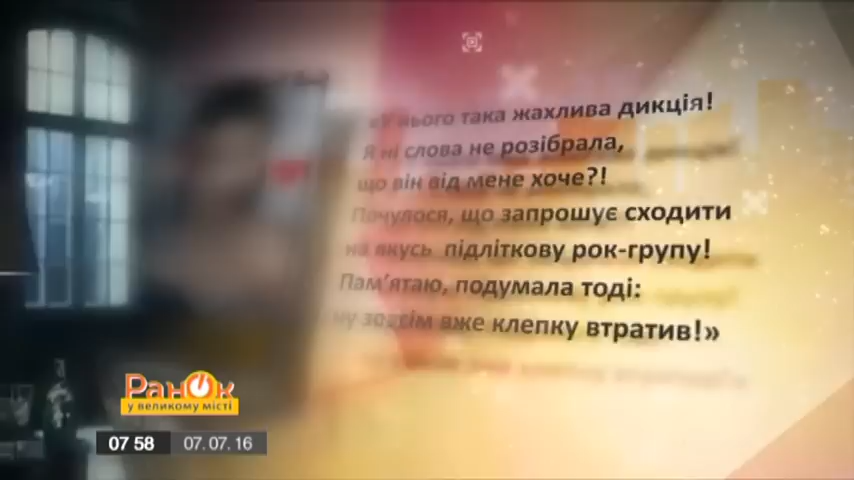 «У нього така жахлива дикція!
Я ні слова не розібрала,
що він від мене хоче?!
Почулося, що запрошує сходити
на якусь підліткову рок-групу!
Пам'ятаю, подумала тоді:
ну зовсім вже клепку втратив!»
Ранок
у великому місті
07 58
07. 07. 16